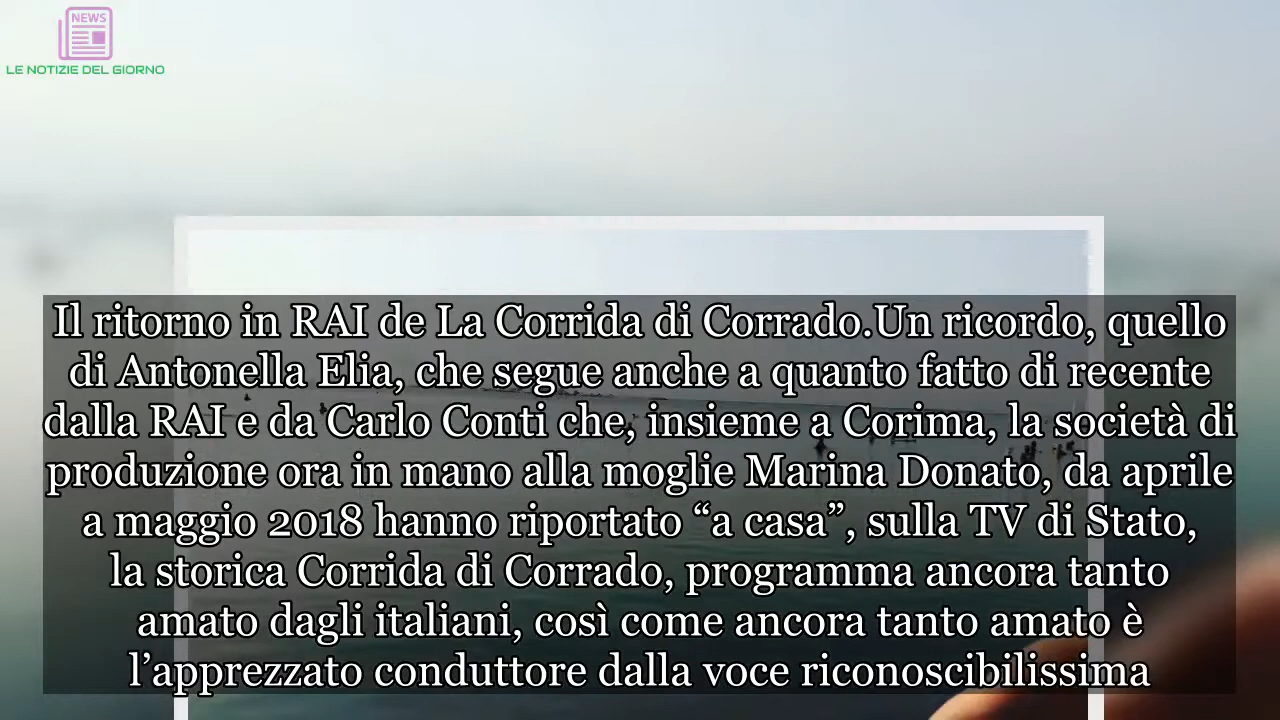 NEWS
LE NOTIZIE DEL GIORNO
Il ritorno in RAI de La Corrida di Corrado.Un ricordo, quello
di Antonella Elia, che segue anche a quanto fatto di recente
dalla RAI e da Carlo Conti che, insieme a Corima, la società di
produzione ora in mano alla moglie Marina Donato, da aprile
a maggio 2018 hanno riportato “a casa”, sulla TV di Stato,
la storica Corrida di Corrado, programma ancora tanto
amato dagli italiani, così come ancora tanto amato è
l’apprezzato conduttore dalla voce riconoscibilissima